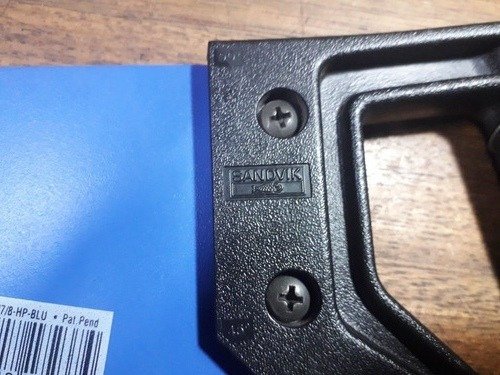 SANDVIK
7/8-HP-BLU • Pat Pend